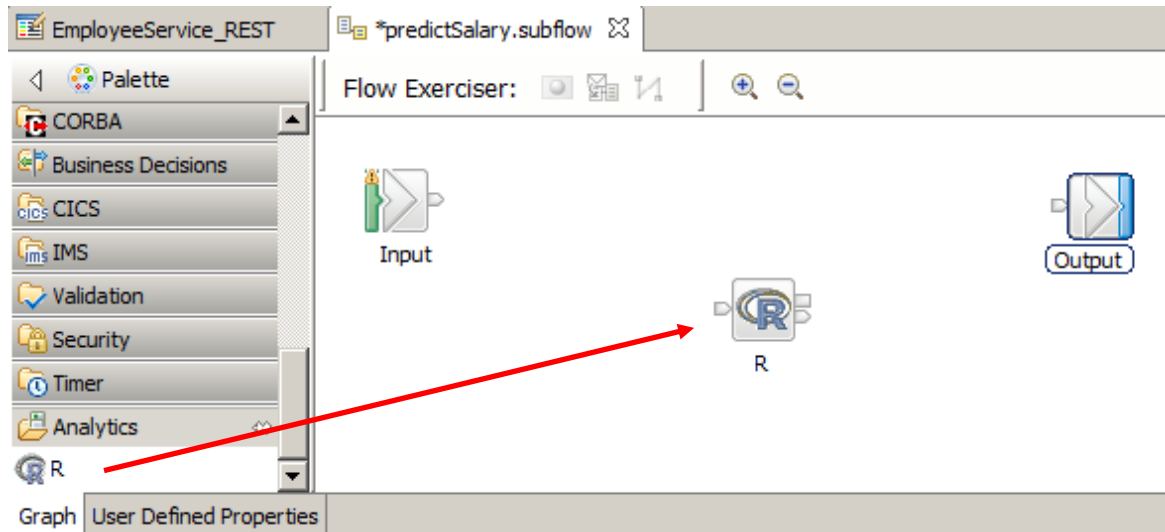 EmployeeService_REST
*predictSalary.subflow
Palette
Flow Exerciser:
CORBA
Business Decisions
CICS
IMS
Validation
Security
Timer
Analytics
R
Input
R
Output
Graph
User Defined Properties